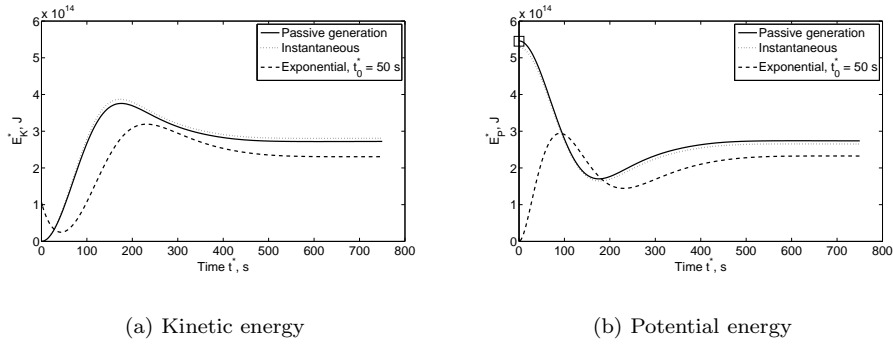 x 10^14
6
5
4
3
2
1
0
E*_K, J
0 100 200 300 400 500 600 700 800
Time t*, s
Passive generation
Instantaneous
Exponential, t*_0 = 50 s
(a) Kinetic energy
x 10^14
6
5
4
3
2
1
0
E*_P, J
0 100 200 300 400 500 600 700 800
Time t*, s
Passive generation
Instantaneous
Exponential, t*_0 = 50 s
(b) Potential energy